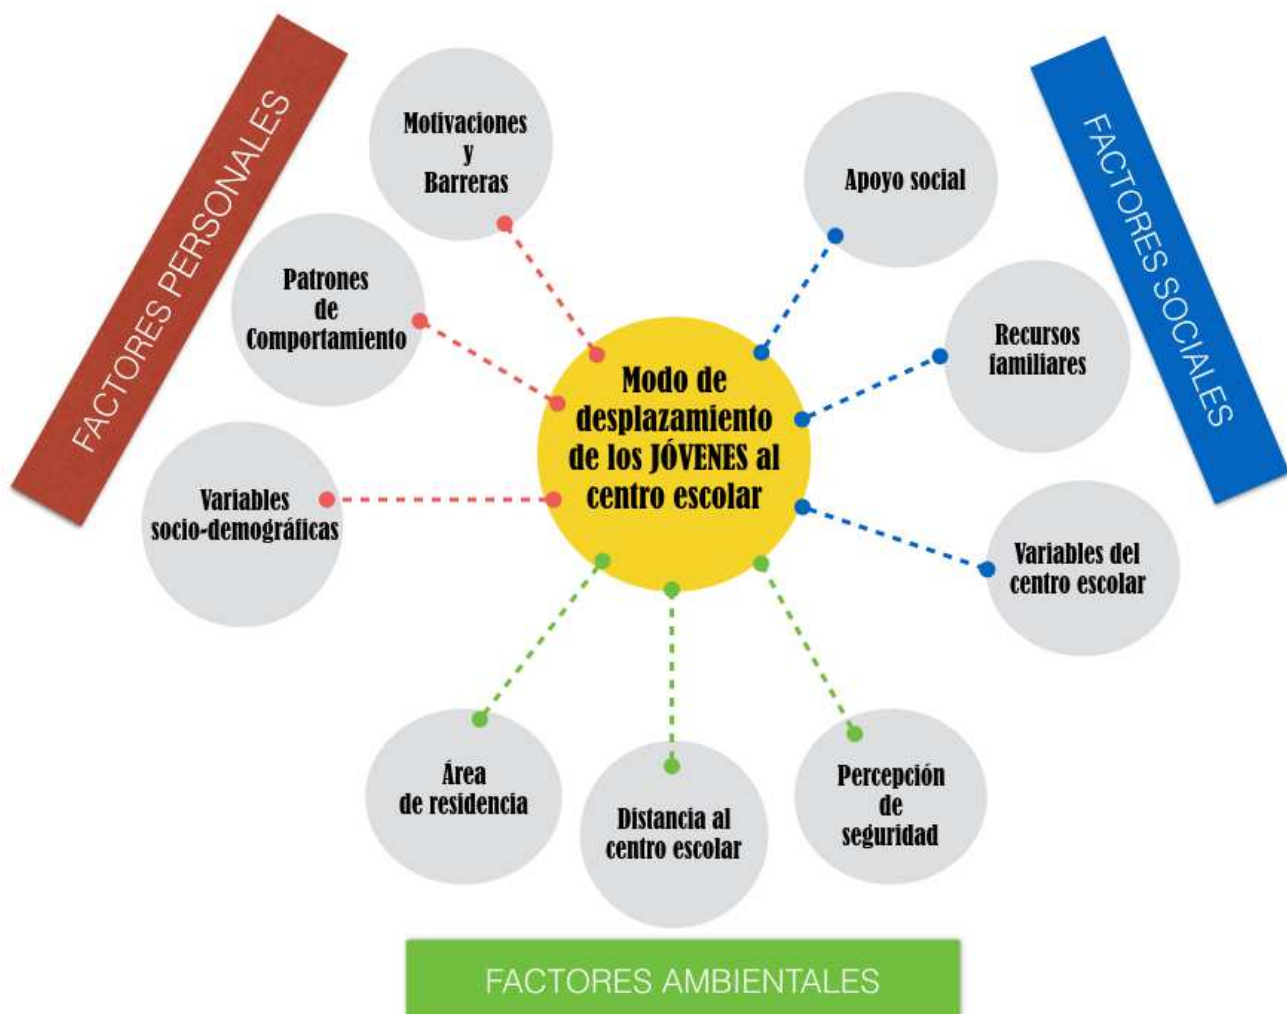 FACTORES PERSONALES
Motivaciones
y
Barreras
Patrones
de
Comportamiento
Variables
socio-demográficas
Modo de
desplazamiento
de los JÓVENES al
centro escolar
FACTORES SOCIALES
Apoyo social
Recursos
familiares
Variables del
centro escolar
Área
de residencia
Distancia al
centro escolar
Percepción
de
seguridad
FACTORES AMBIENTALES